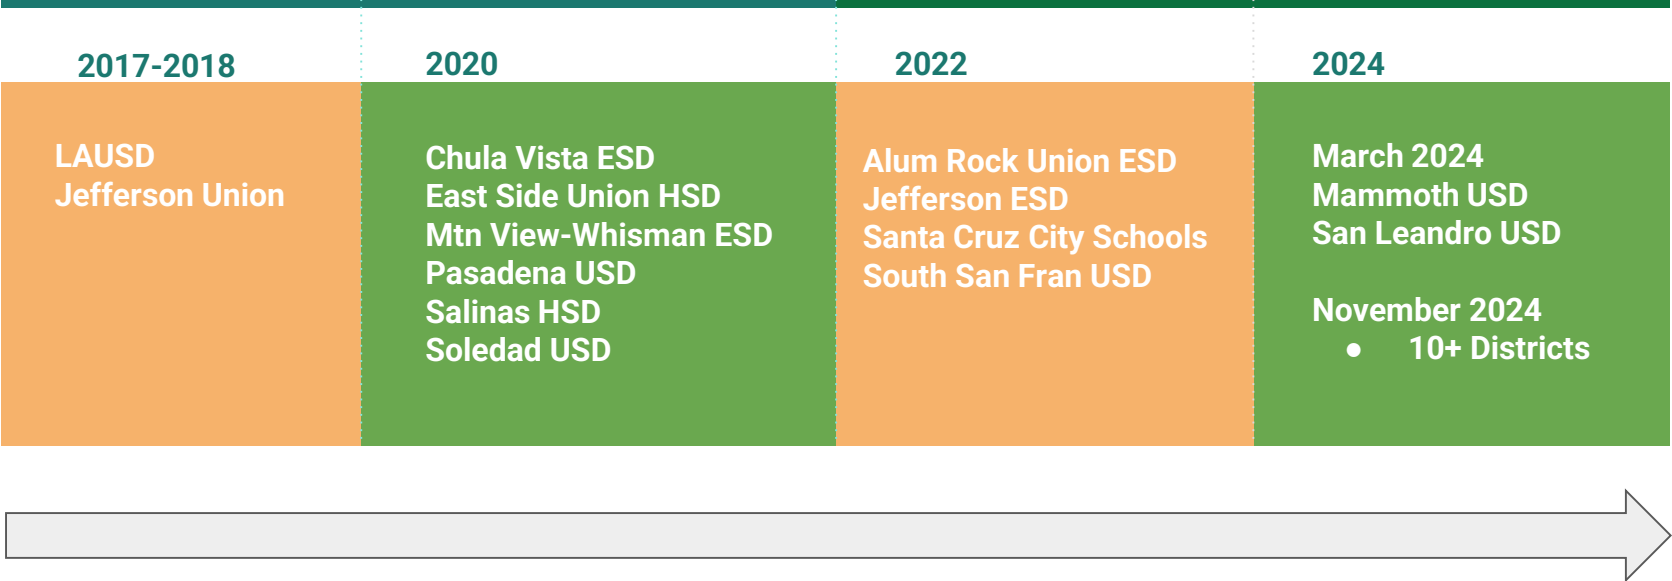 2017-2018
LAUSD
Jefferson Union
2020
Chula Vista ESD
East Side Union HSD
Mtn View-Whisman ESD
Pasadena USD
Salinas HSD
Soledad USD
2022
Alum Rock Union ESD
Jefferson ESD
Santa Cruz City Schools
South San Fran USD
2024
March 2024
Mammoth USD
San Leandro USD
November 2024
● 10+ Districts